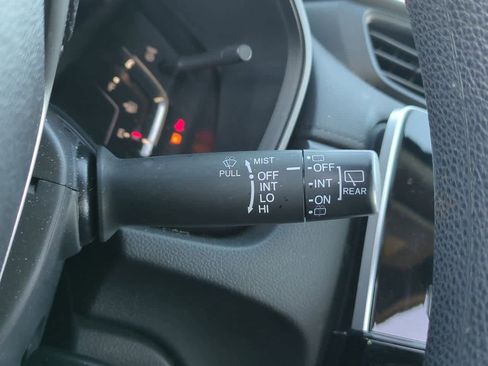 MIST
PULL
OFF
INT
LO
HI
OFF
INT
ON
REAR